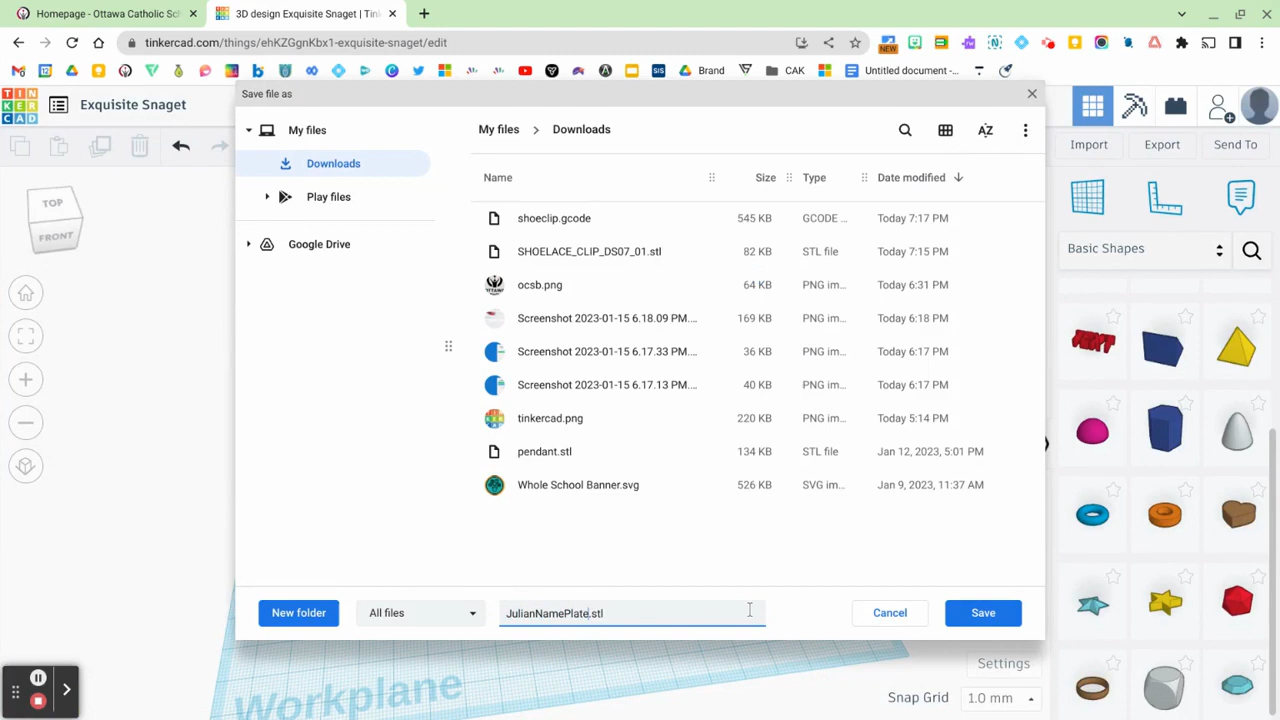 Homepage - Ottawa Catholic Sch
3D design Exquisite Snaget | Tink
tinkercad.com/things/ehKZGgnKbx1-exquisite-snaget/edit
NEW
Brand
CAK
Untitled document -...
TIN
KER
CAD
Exquisite Snaget
Save file as
My files
Downloads
Play files
Google Drive
My files > Downloads
Name Size Type Date modified
shoeclip.gcode 545 KB GCODE ... Today 7:17 PM
SHOELACE_CLIP_DS07_01.stl 82 KB STL file Today 7:15 PM
ocsb.png 64 KB PNG im... Today 6:31 PM
Screenshot 2023-01-15 6.18.09 PM.... 169 KB PNG im... Today 6:18 PM
Screenshot 2023-01-15 6.17.33 PM.... 36 KB PNG im... Today 6:17 PM
Screenshot 2023-01-15 6.17.13 PM.... 40 KB PNG im... Today 6:17 PM
tinkercad.png 220 KB PNG im... Today 5:14 PM
pendant.stl 134 KB STL file Jan 12, 2023, 5:01 PM
Whole School Banner.svg 526 KB SVG im... Jan 9, 2023, 11:37 AM
New folder
All files
JulianNamePlate.stl
Cancel
Save
AZ
Import
Export
Send To
Basic Shapes
TEXT
TOP
FRONT
Workplane
Settings
Snap Grid 1.0 mm